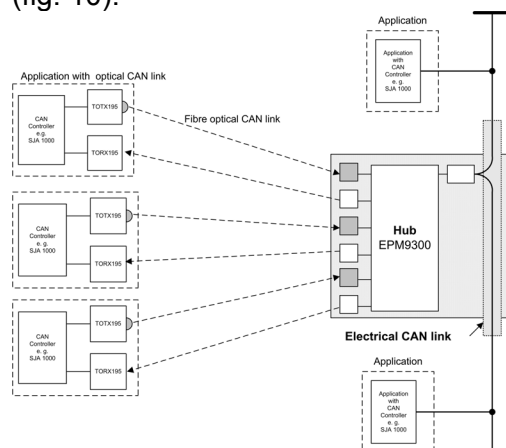 (fig. 10).
Application
Application
with
CAN
Controller
e.g.
SJA 1000
Application with optical CAN link
CAN
Controller
e.g.
SJA 1000
TOTX195
TORX195
Fibre optical CAN link
CAN
Controller
e. g.
SJA 1000
TOTX195
TORX195
Hub
EPM9300
CAN
Controller
e. g.
SJA 1000
TOTX195
TORX195
Electrical CAN link
Application
Application
with
CAN
Controller
e.g.
SJA 1000